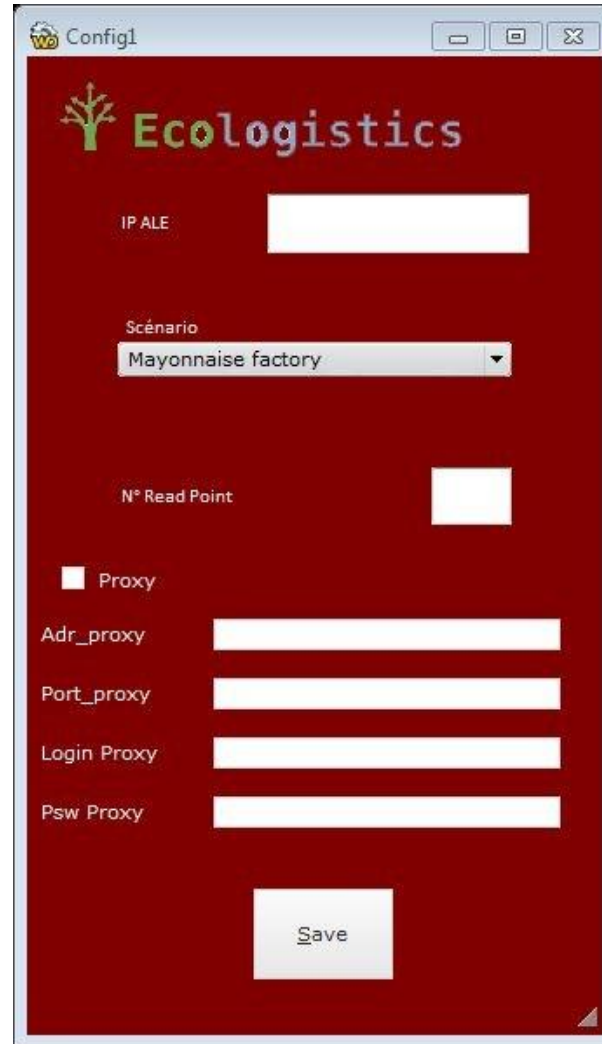 Config1
Ecologistics
IP ALE
Scénario
Mayonnaise factory
N° Read Point
Proxy
Adr_proxy
Port_proxy
Login Proxy
Psw Proxy
Save